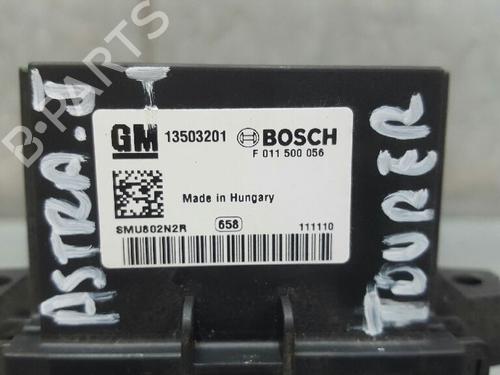 ASTRA.J
GM 13503201 BOSCH
F 011 500 056
Made in Hungary
SMU802N2R 658 111110
TOURER
B-PARTS